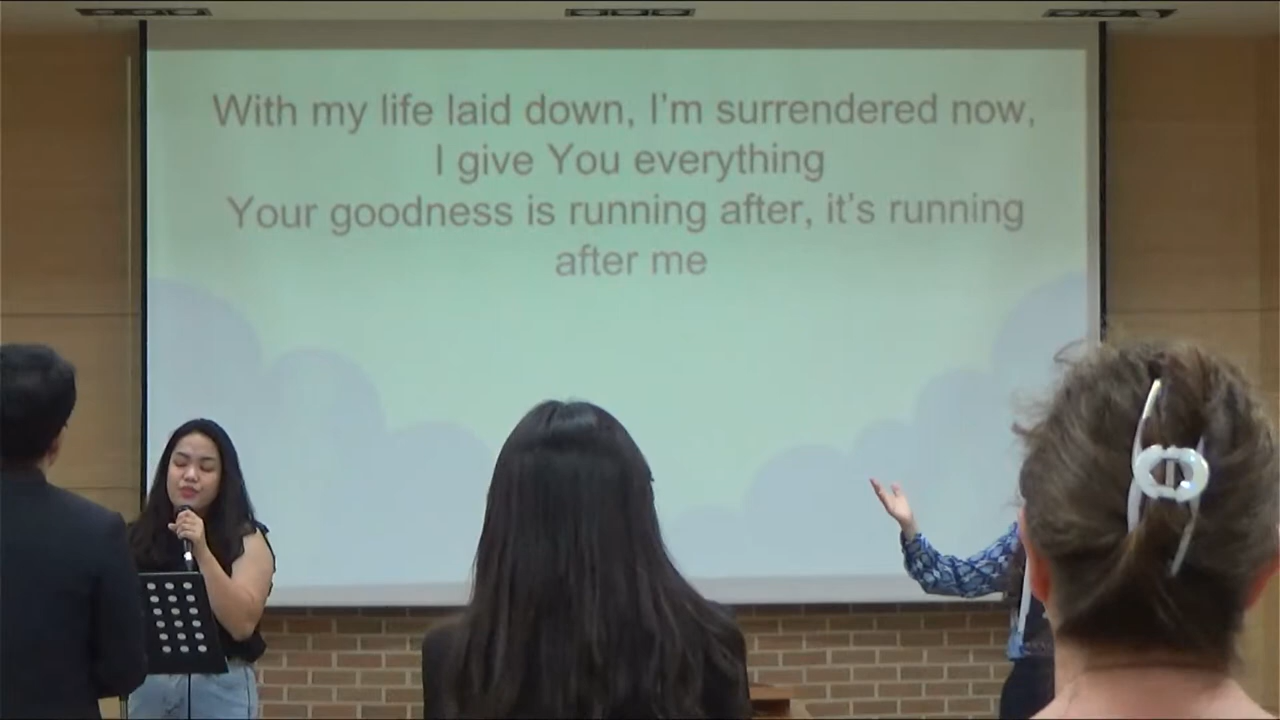 With my life laid down, I'm surrendered now,
I give You everything
Your goodness is running after, it's running
after me